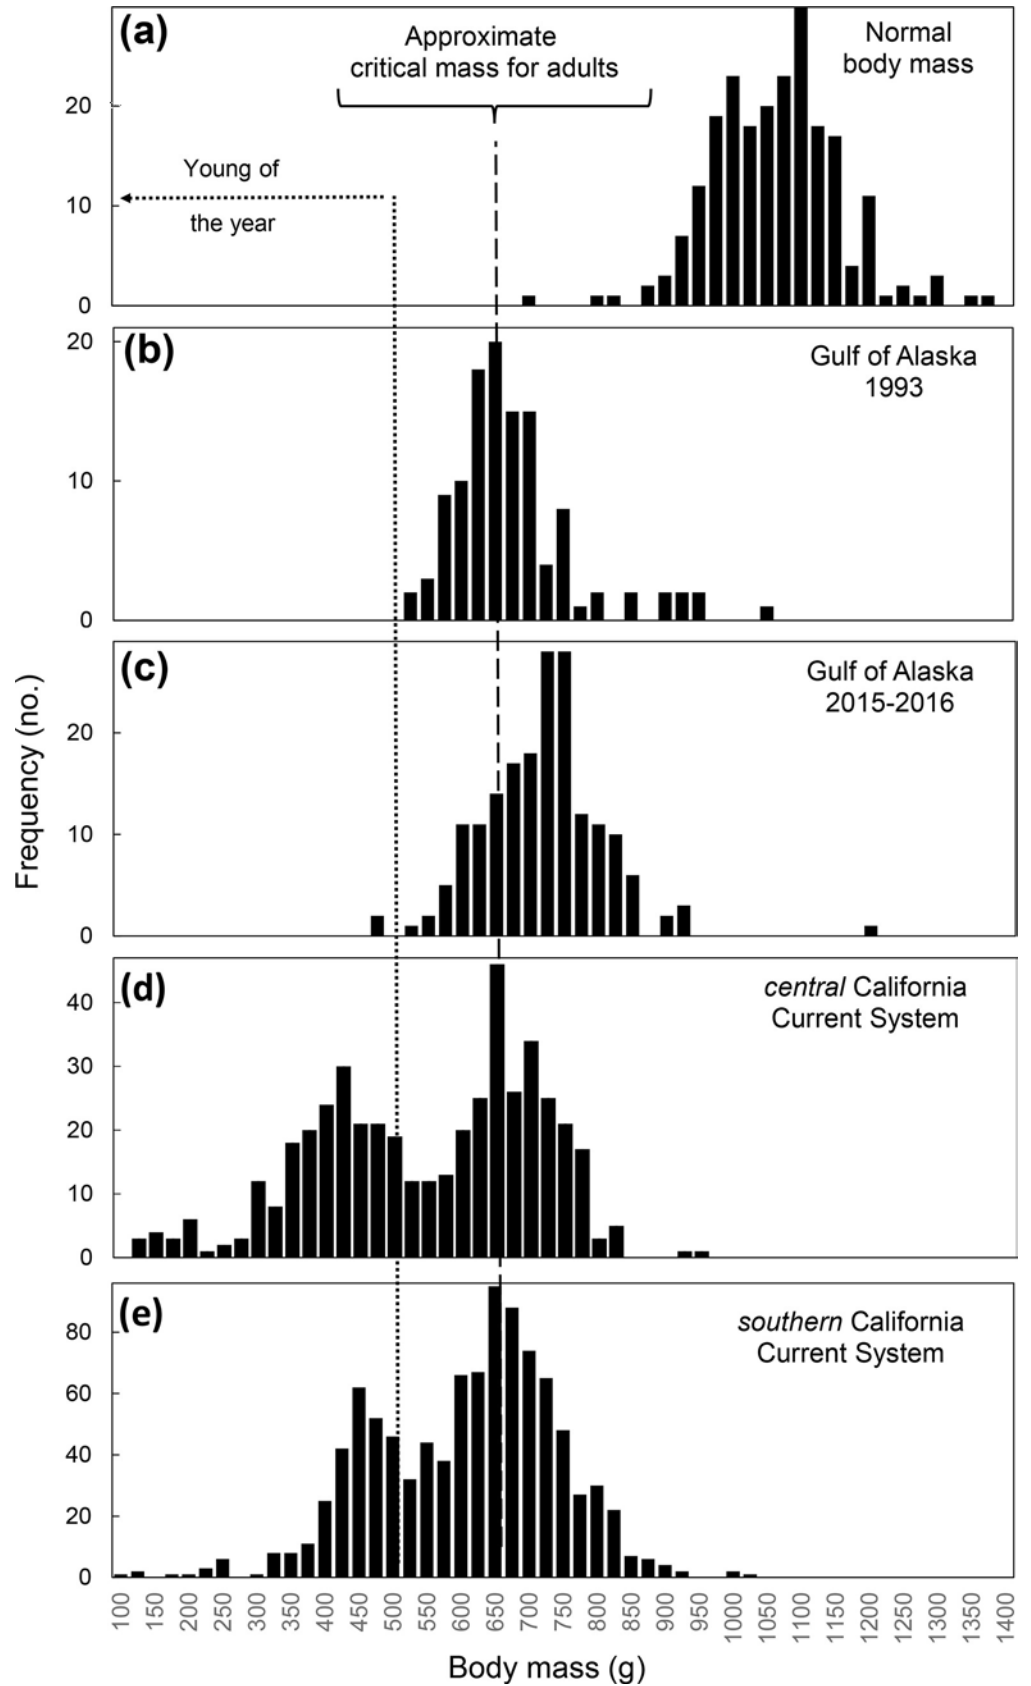 (a)
Approximate
critical mass for adults
Normal
body mass
Young of
the year
20
10
0
(b)
Gulf of Alaska
1993
20
10
0
(c)
Gulf of Alaska
2015-2016
20
10
0
Frequency (no.)
(d)
central California
Current System
40
30
20
10
0
(e)
southern California
Current System
80
60
40
20
0
100
150
200
250
300
350
400
450
500
550
600
650
700
750
800
850
900
950
1000
1050
1100
1150
1200
1250
1300
1350
1400
Body mass (g)